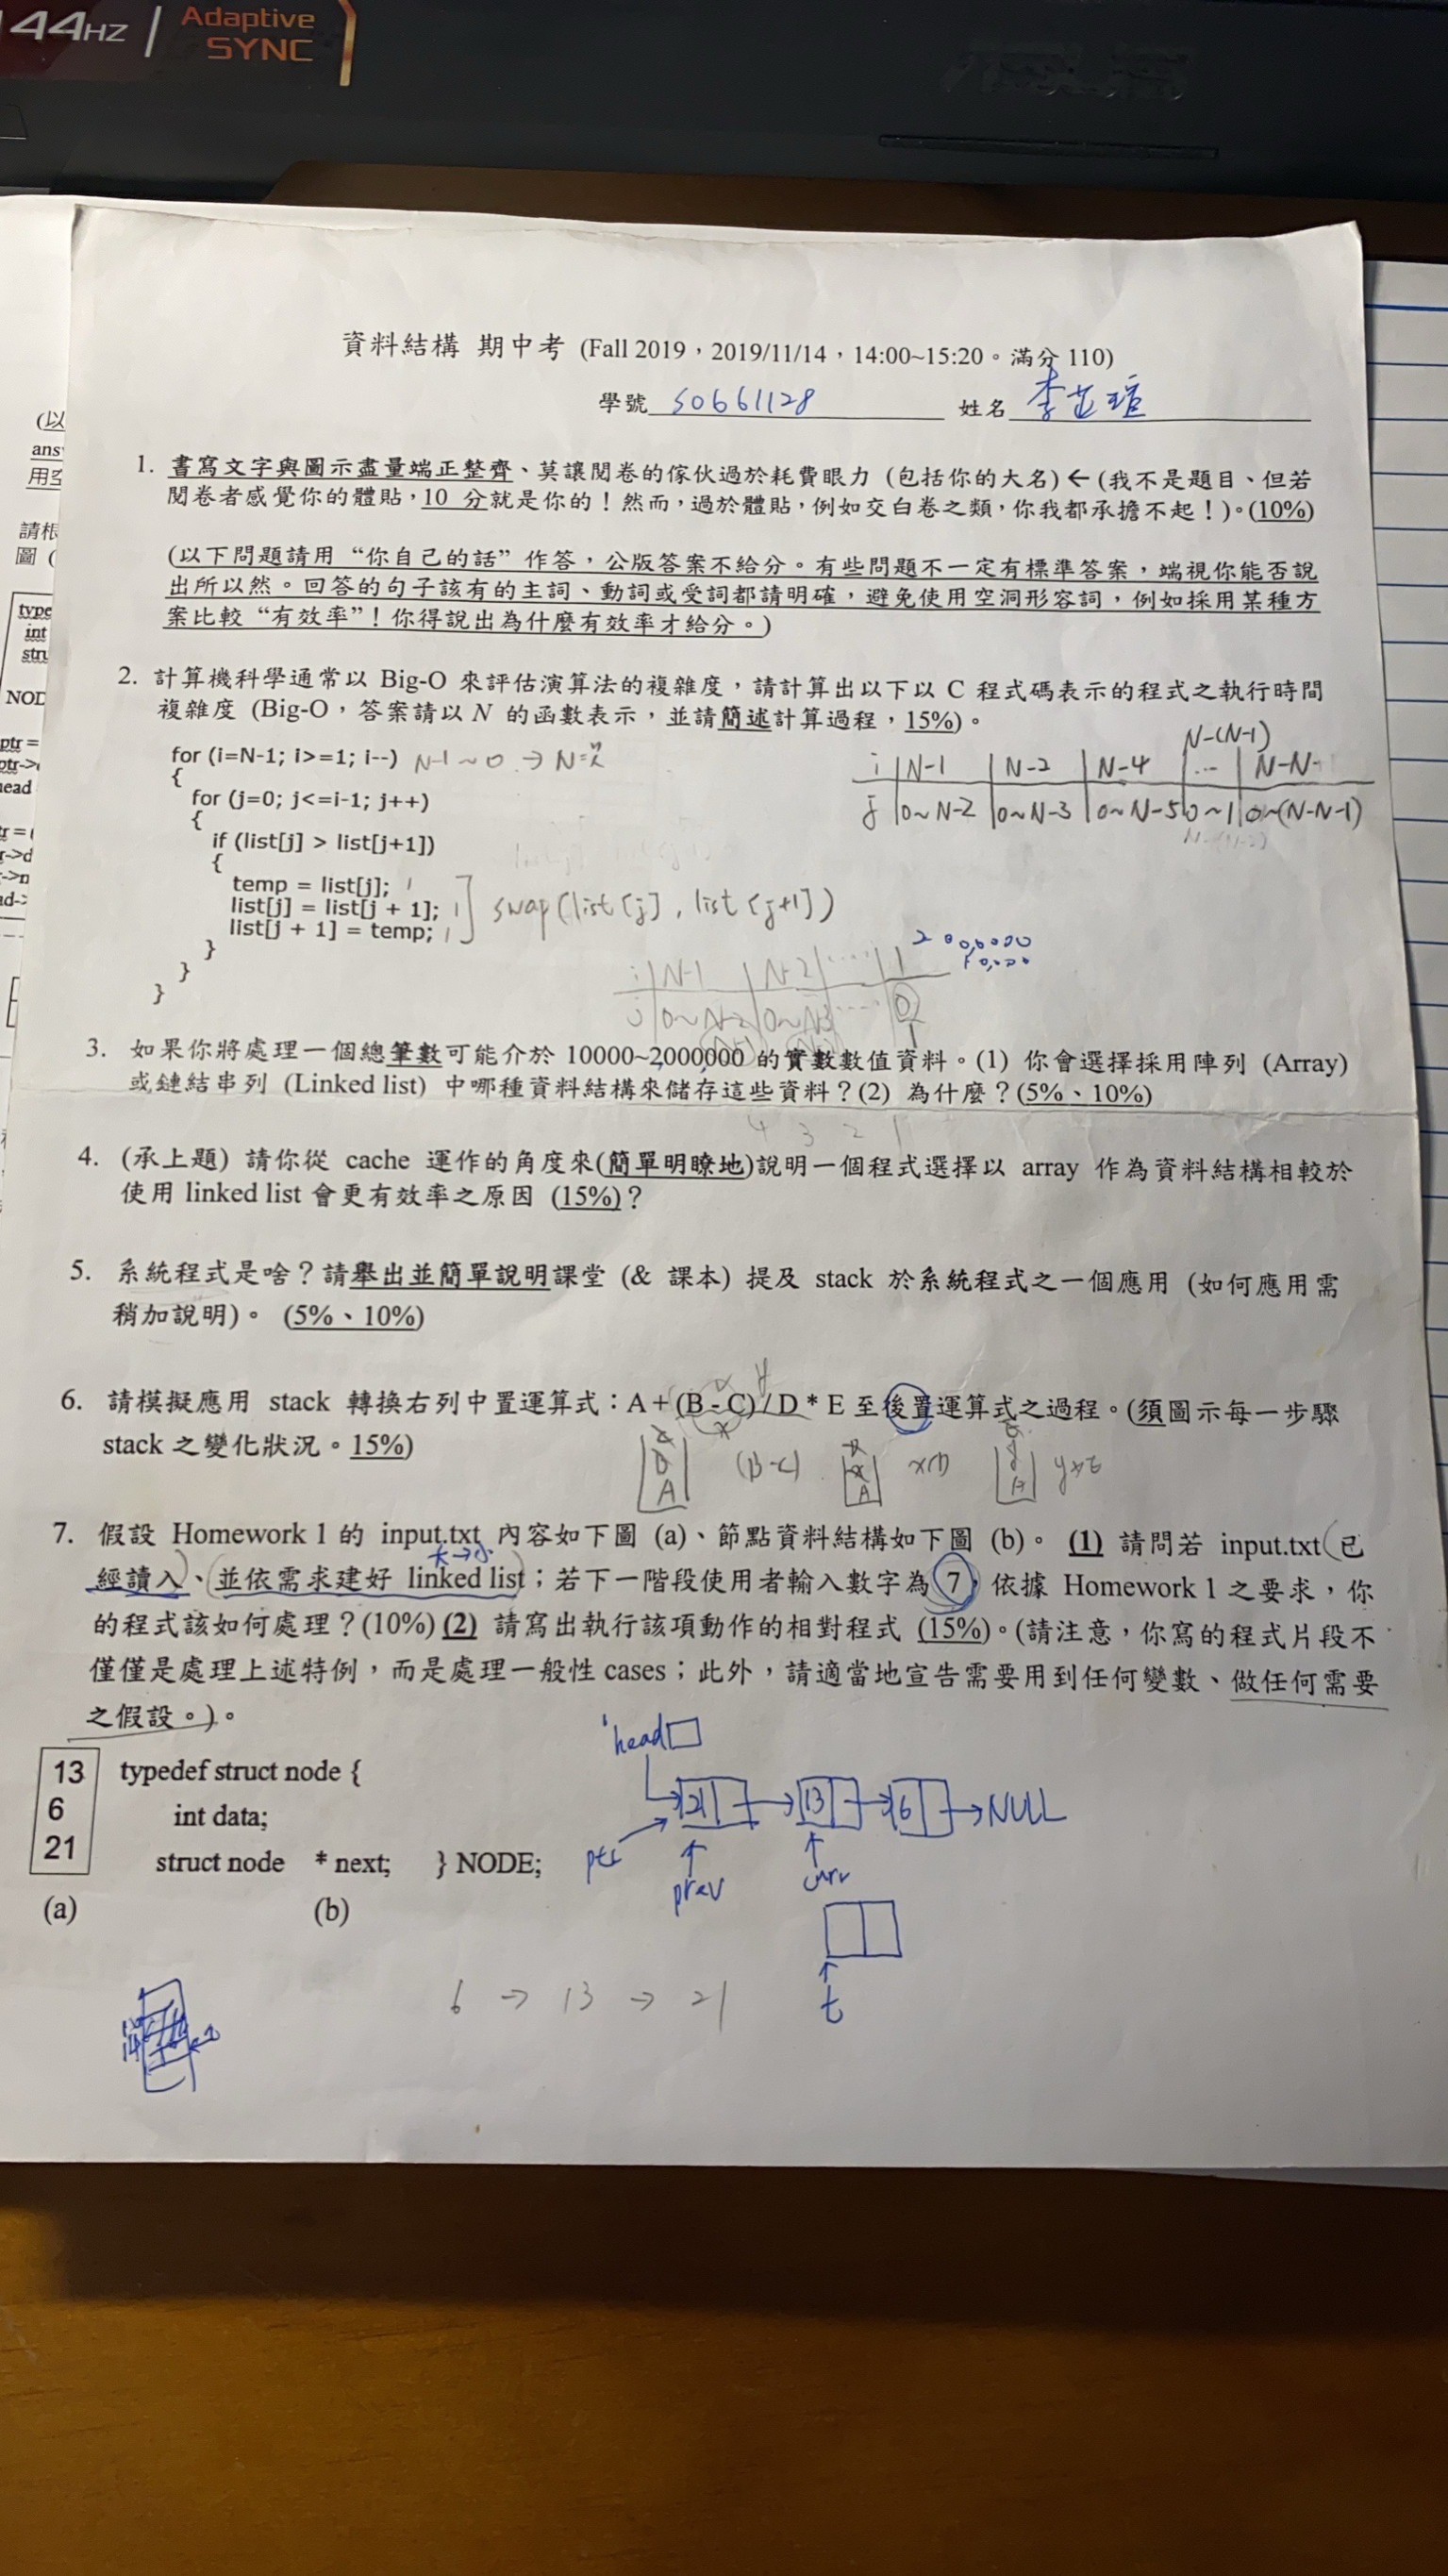 144HZ | Adaptive
SYNC
資料結構 期中考 (Fall 2019，2019/11/14，14:00~15:20。滿分 110)
學號 S0661128 姓名 李芷瑄
1. 書寫文字與圖示盡量端正整齊、莫讓閱卷的傢伙過於耗費眼力 (包括你的大名) ← (我不是題目、但若
閱卷者感覺你的體貼，10 分就是你的！然而，過於體貼，例如交白卷之類，你我都承擔不起！)。(10%)
(以下問題請用 “你自己的話” 作答，公版答案不給分。有些問題不一定有標準答案，端視你能否說
出所以然。回答的句子該有的主詞、動詞或受詞都請明確，避免使用空洞形容詞，例如採用某種方
案比較 “有效率”！你得說出為什麼有效率才給分。)
2. 計算機科學通常以 Big-O 來評估演算法的複雜度，請計算出以下以 C 程式碼表示的程式之執行時間
複雜度 (Big-O，答案請以 N 的函數表示，並請簡述計算過程，15%)。
for (i=N-1; i>=1; i--) N-1 ~ 0 →
{
for (j=0; j<=i-1; j++)
{
if (list[j] > list[j+1])
{
temp = list[j]; 1
list[j] = list[j + 1]; 1
list[j + 1] = temp; 1
swap(list[j], list[j+1])
}
}
}
N-(N-1)
i | N-1 | N-2 | N-4 | ... | N-N
j | 0~N-2 | 0~N-3 | 0~N-5 | 0~1 | 0~(N-N-1)
i | N-1 | N-2 | ..... | 1
j | 0~N-2 | 0~N-3 | ..... | 0
3. 如果你將處理一個總筆數可能介於 10000~2000000 的實數數值資料。(1) 你會選擇採用陣列 (Array)
或鏈結串列 (Linked list) 中哪種資料結構來儲存這些資料？(2) 為什麼？(5%、10%)
4 3 2 1
4. (承上題) 請你從 cache 運作的角度來(簡單明瞭地)說明一個程式選擇以 array 作為資料結構相較於
使用 linked list 會更有效率之原因 (15%)？
5. 系統程式是啥？請舉出並簡單說明課堂 (& 課本) 提及 stack 於系統程式之一個應用 (如何應用需
稍加說明)。 (5%、10%)
6. 請模擬應用 stack 轉換右列中置運算式：A + (B - C) / D * E 至後置運算式之過程。(須圖示每一步驟
stack 之變化狀況。15%)
A (B-C) A A
7. 假設 Homework 1 的 input.txt 內容如下圖 (a)、節點資料結構如下圖 (b)。 (1) 請問若 input.txt 已
大→小
經讀入、並依需求建好 linked list；若下一階段使用者輸入數字為 7，依據 Homework 1 之要求，你
的程式該如何處理？(10%) (2) 請寫出執行該項動作的相對程式 (15%)。(請注意，你寫的程式片段不
僅僅是處理上述特例，而是處理一般性 cases；此外，請適當地宣告需要用到任何變數、做任何需要
之假設。)。
13
6
21
(a)
typedef struct node {
int data;
struct node * next; } NODE;
(b)
head
21 → 13 → 6 → NULL
ptr
prev curr
t
6 → 13 → 21
(以
用空
請根
圖 (
type
int
stru
NOD